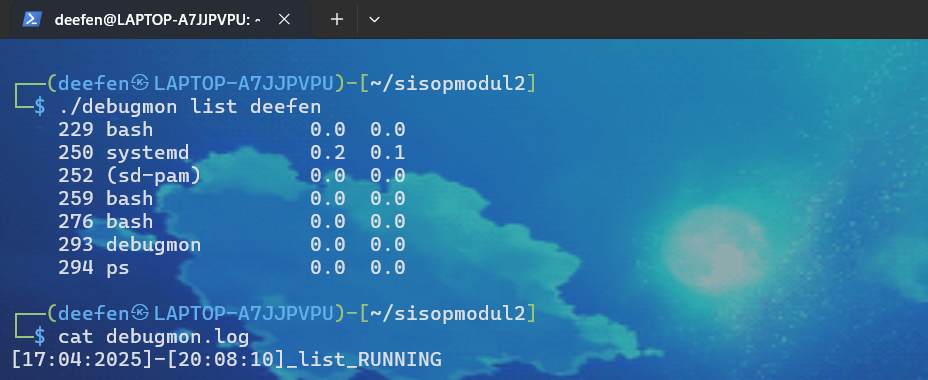 deefen@LAPTOP-A7JJPVPU: ~
(deefen㉿LAPTOP-A7JJPVPU)-[~/sisopmodul2]
$ ./debugmon list deefen
229 bash 0.0 0.0
250 systemd 0.2 0.1
252 (sd-pam) 0.0 0.0
259 bash 0.0 0.0
276 bash 0.0 0.0
293 debugmon 0.0 0.0
294 ps 0.0 0.0
(deefen㉿LAPTOP-A7JJPVPU)-[~/sisopmodul2]
$ cat debugmon.log
[17:04:2025]-[20:08:10]_list_RUNNING